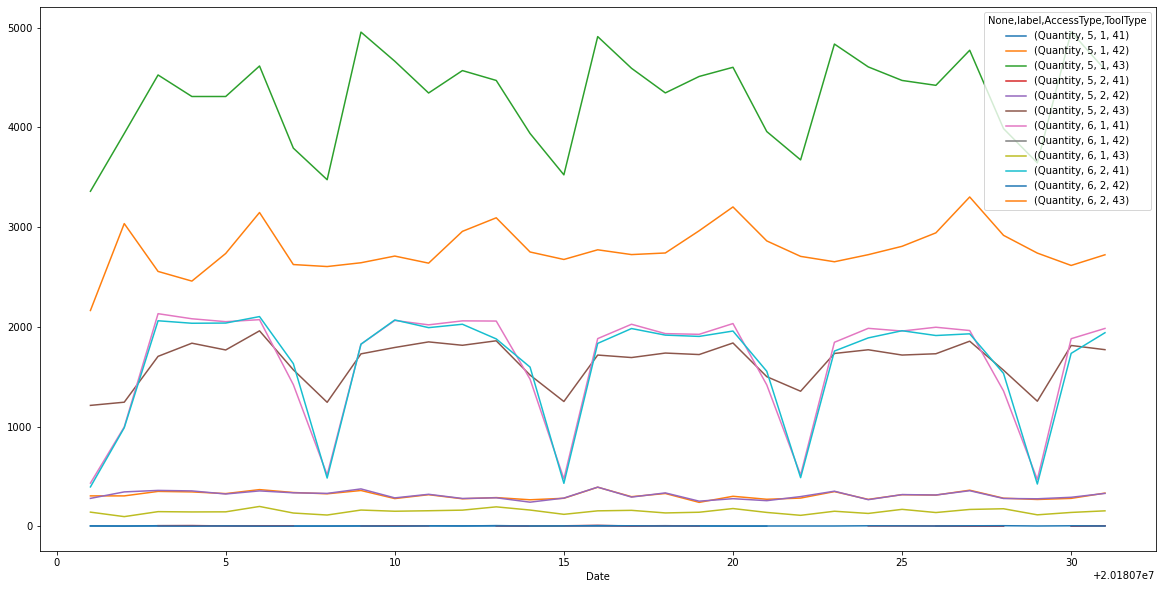 5000
4000
3000
2000
1000
0
0
5
10
15
20
25
30
Date
+2.01807e7
None,label,AccessType,ToolType
(Quantity, 5, 1, 41)
(Quantity, 5, 1, 42)
(Quantity, 5, 1, 43)
(Quantity, 5, 2, 41)
(Quantity, 5, 2, 42)
(Quantity, 5, 2, 43)
(Quantity, 6, 1, 41)
(Quantity, 6, 1, 42)
(Quantity, 6, 1, 43)
(Quantity, 6, 2, 41)
(Quantity, 6, 2, 42)
(Quantity, 6, 2, 43)